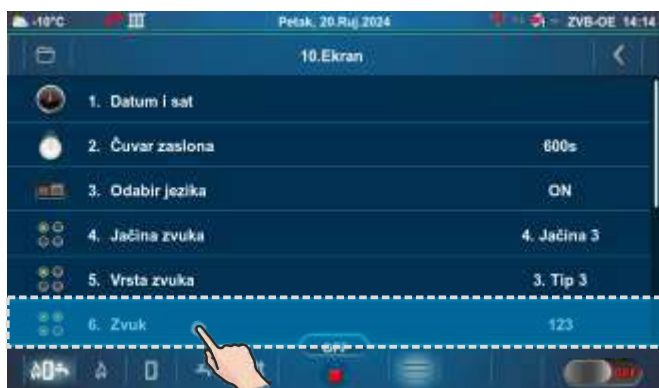 -10°C Petak, 20.Ruj.2024 ZVB-OE 14:14
10.Ekran
1. Datum i sat
2. Čuvar zaslona 600s
3. Odabir jezika ON
4. Jačina zvuka 4. Jačina 3
5. Vrsta zvuka 3. Tip 3
6. Zvuk 123
OFF
OFF